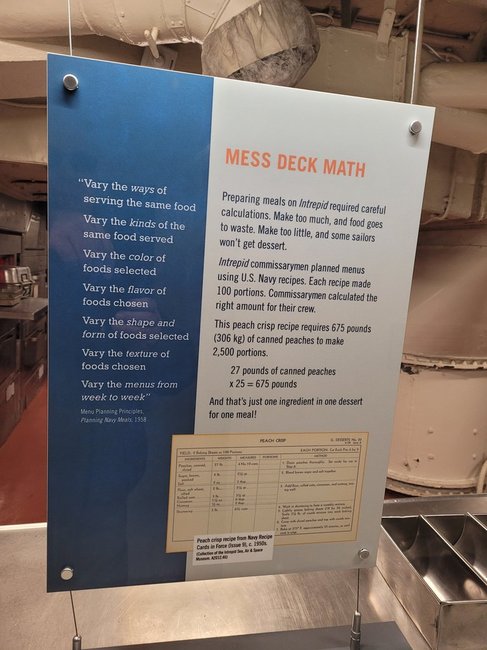 "Vary the ways of
serving the same food
Vary the kinds of the
same food served
Vary the color of
foods selected
Vary the flavor of
foods chosen
Vary the shape and
form of foods selected
Vary the texture of
foods chosen
Vary the menus from
week to week"
Menu Planning Principles,
Planning Navy Meals, 1958
MESS DECK MATH
Preparing meals on Intrepid required careful
calculations. Make too much, and food goes
to waste. Make too little, and some sailors
won't get dessert.
Intrepid commissarymen planned menus
using U.S. Navy recipes. Each recipe made
100 portions. Commissarymen calculated the
right amount for their crew.
This peach crisp recipe requires 675 pounds
(306 kg) of canned peaches to make
2,500 portions.
27 pounds of canned peaches
x 25 = 675 pounds
And that's just one ingredient in one dessert
for one meal!
PEACH CRISP
INGREDIENTS WEIGHTS MEASURES PORTIONS METHOD
Peach crisp recipe from Navy Recipe
Cards in Force (Issue 9), c. 1950s.
(Collection of the Intrepid Sea, Air & Space
Museum.